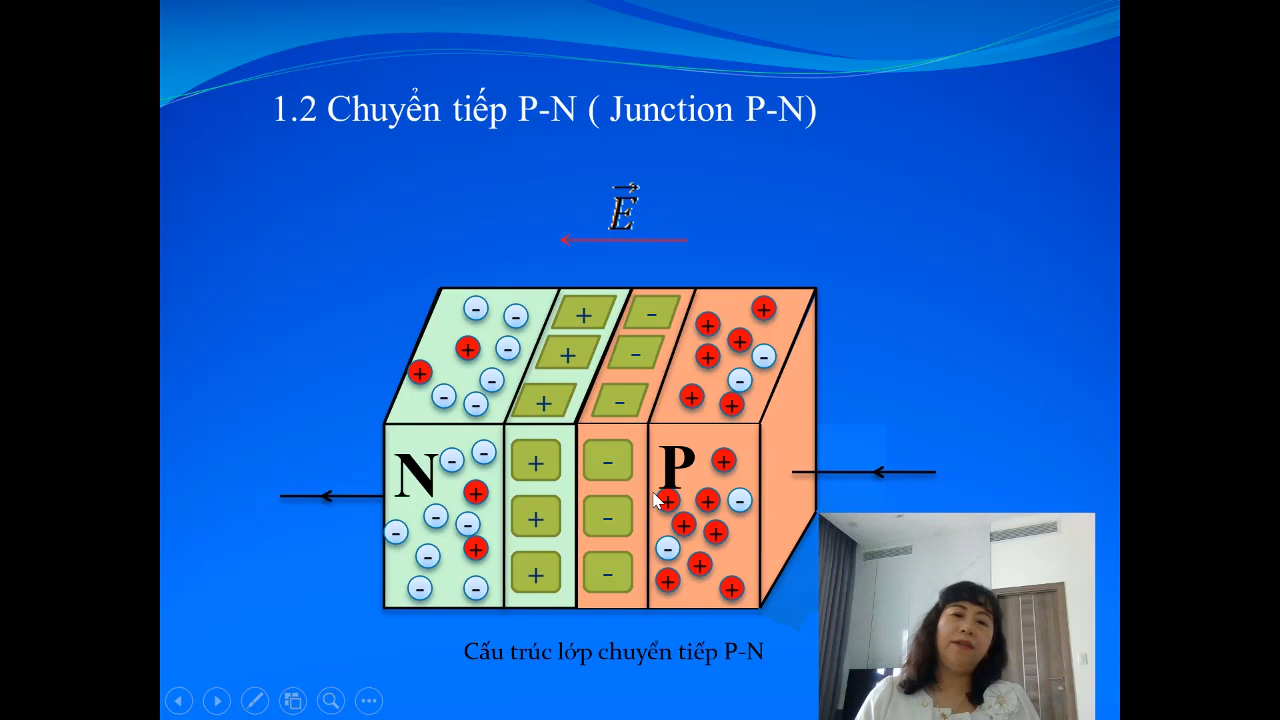 1.2 Chuyển tiếp P-N ( Junction P-N)
E
N
P
Cấu trúc lớp chuyển tiếp P-N